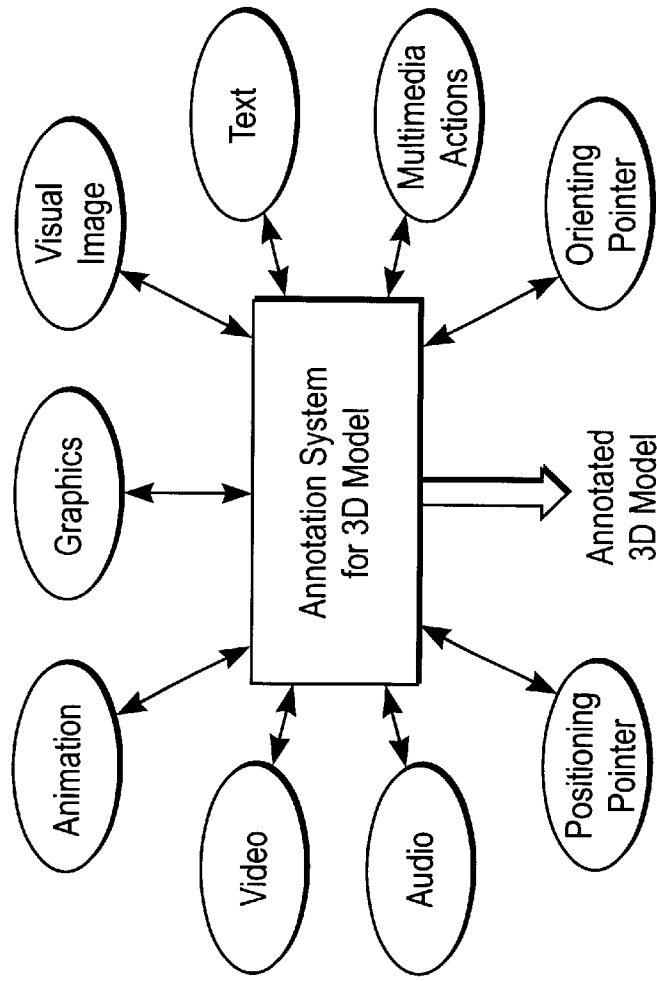 Animation
Graphics
Visual
Image
Video
Text
Annotation System
for 3D Model
Audio
Multimedia
Actions
Positioning
Pointer
Annotated
3D Model
Orienting
Pointer